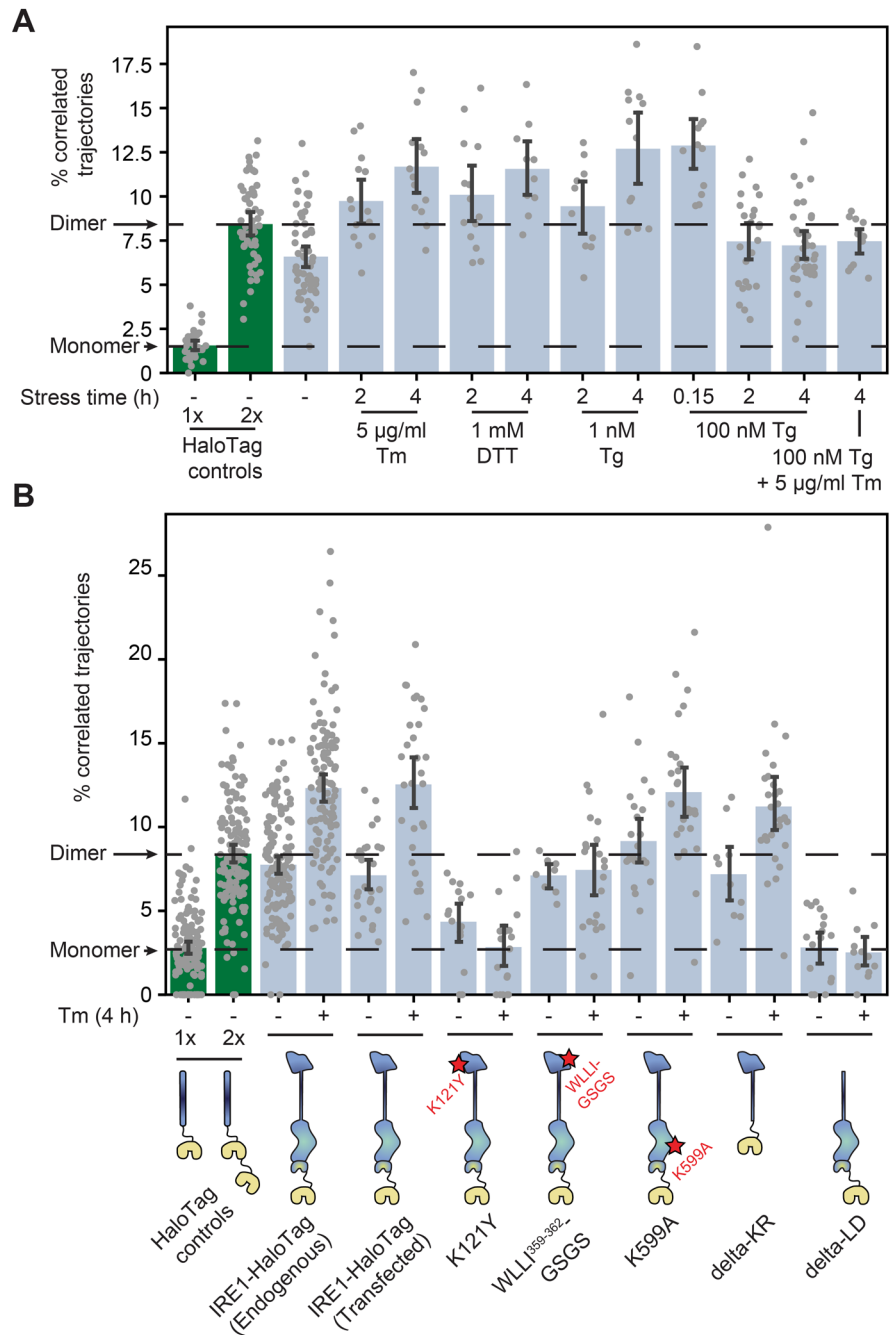 A
% correlated
trajectories
17.5
15
12.5
10
Dimer
7.5
5
2.5
Monomer
0
Stress time (h)
- - - 2 4 2 4 2 4 0.15 2 4 4
1x 2x
HaloTag
controls
5 µg/ml
Tm
1 mM
DTT
1 nM
Tg
100 nM Tg
100 nM Tg
+ 5 µg/ml Tm
B
% correlated trajectories
25
20
15
10
Dimer
5
Monomer
0
Tm (4 h)
- - - + - + - + - + - + - + - +
1x 2x
K121Y
WLLI-
GSGS
K599A
HaloTag
controls
IRE1-HaloTag
(Endogenous)
IRE1-HaloTag
(Transfected)
K121Y
WLLI359-362-
GSGS
K599A
delta-KR
delta-LD